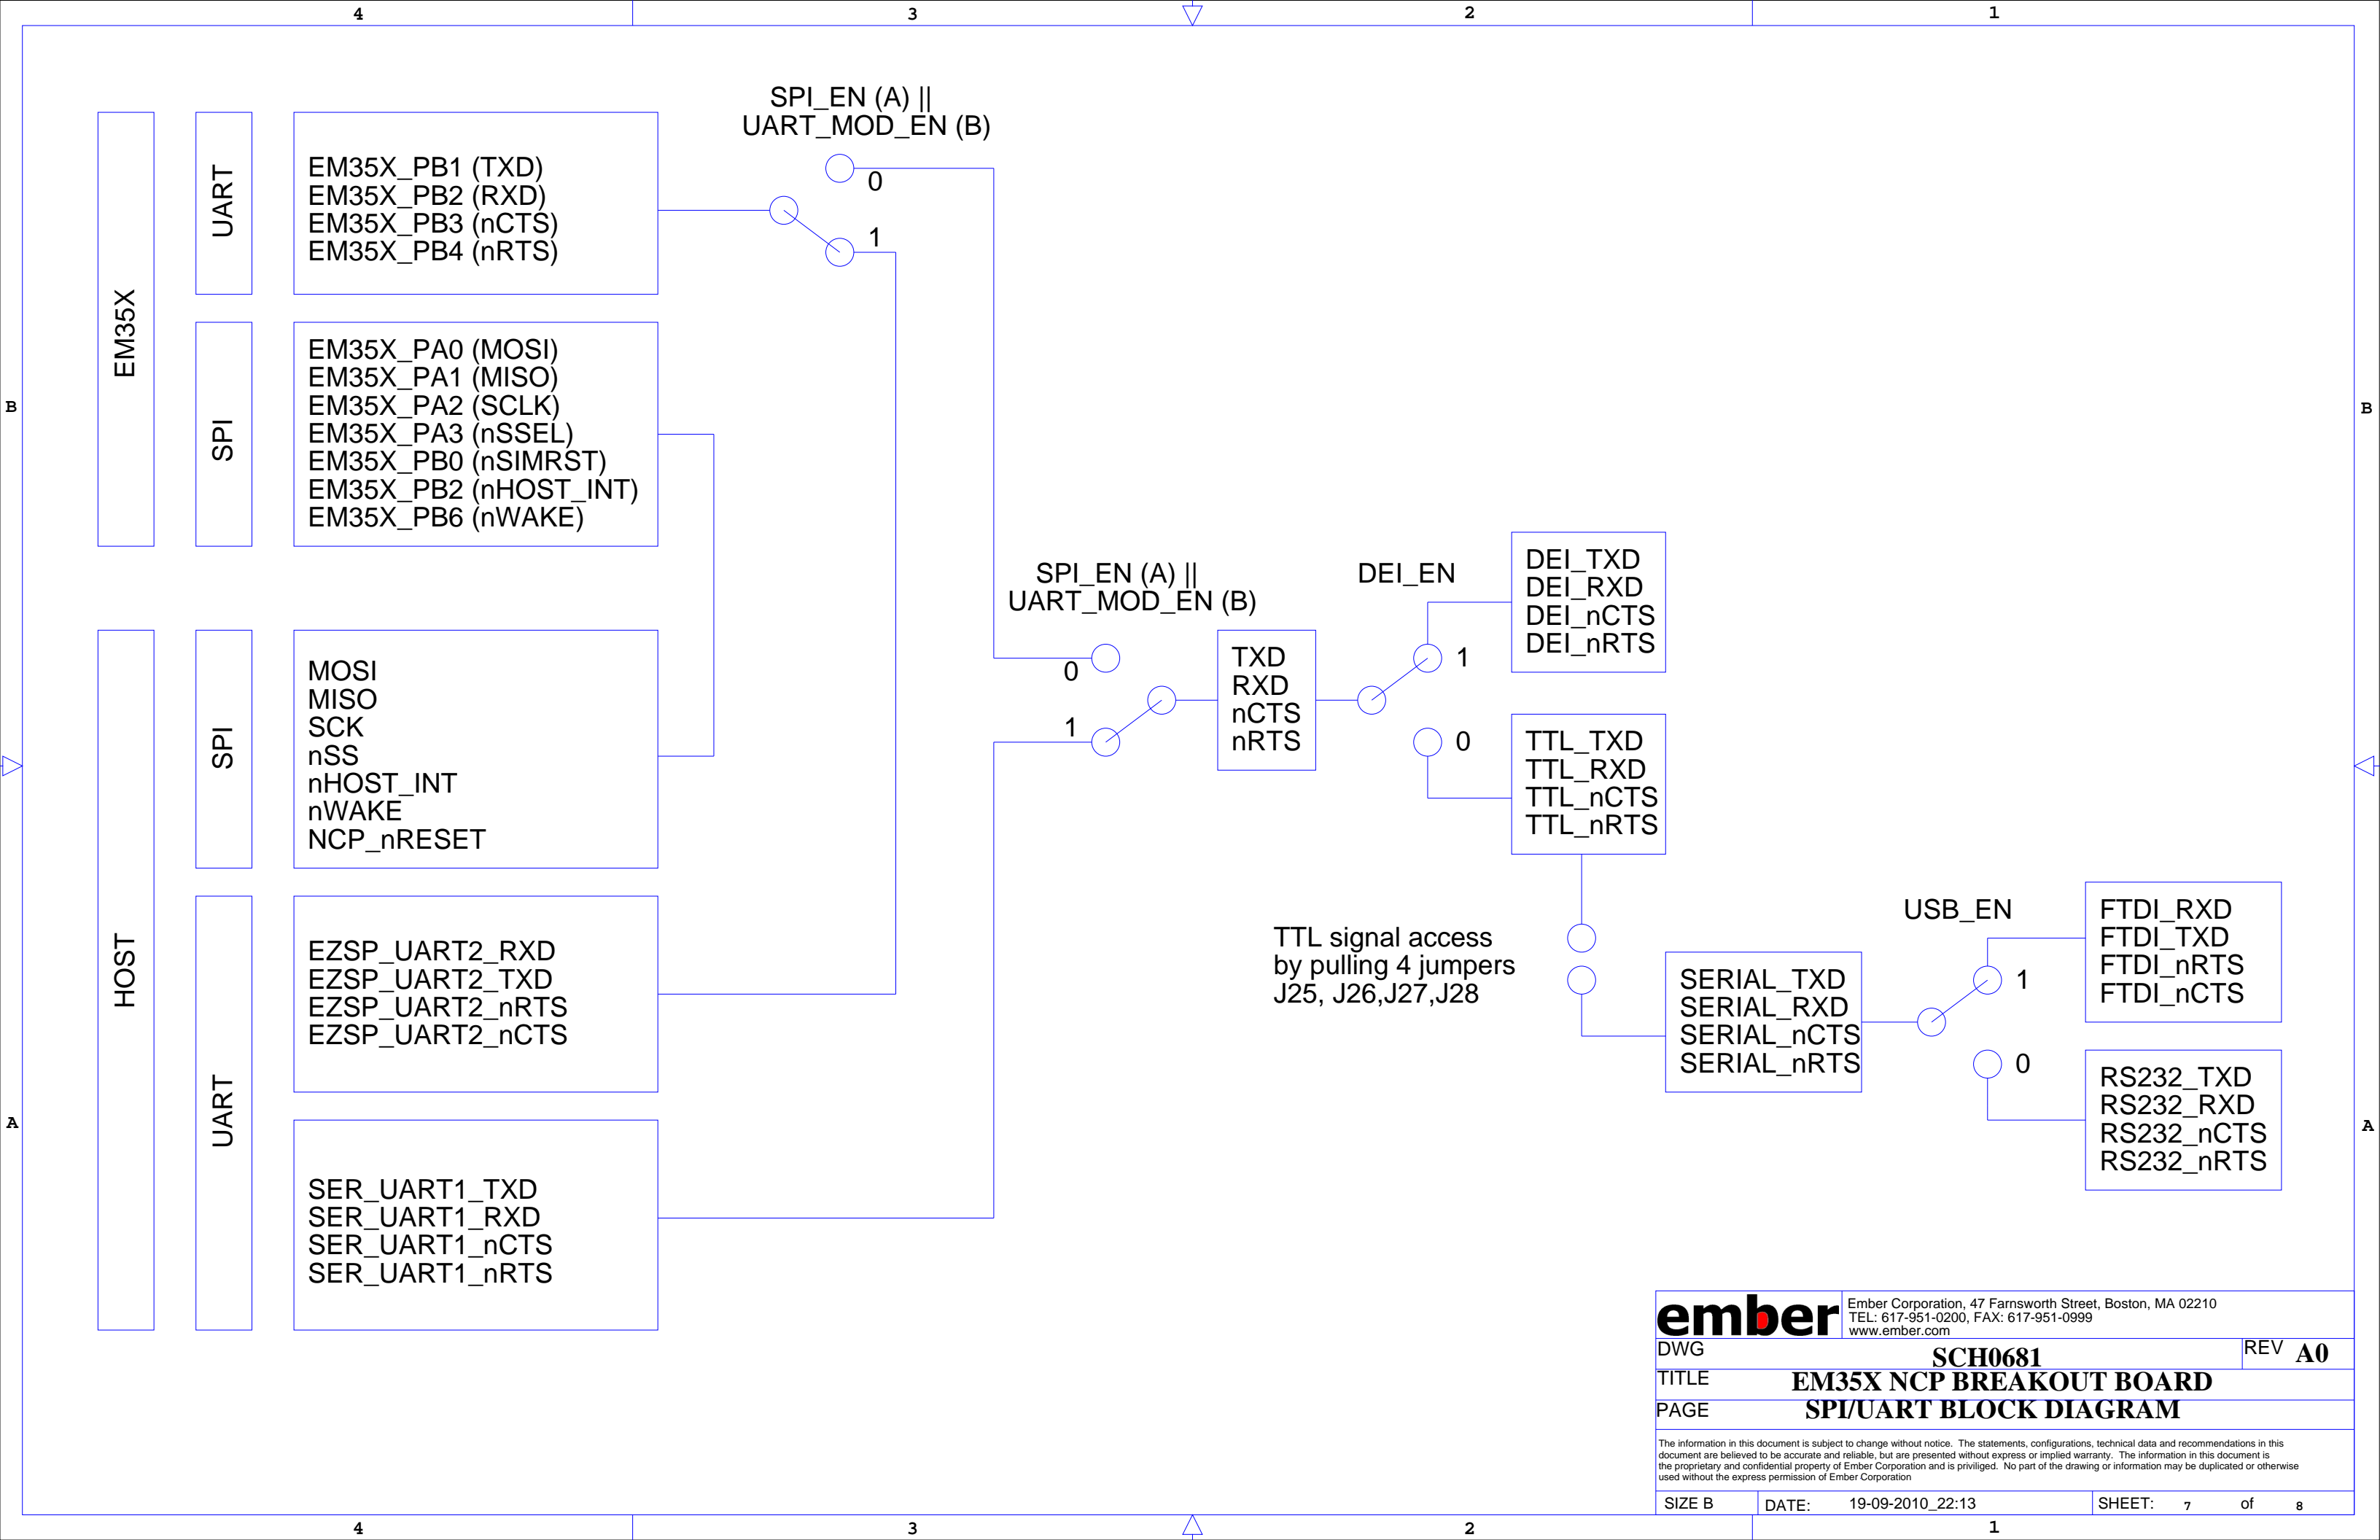 4
3
2
1
SPI_EN (A) ||
UART_MOD_EN (B)
0
1
EM35X
UART
EM35X_PB1 (TXD)
EM35X_PB2 (RXD)
EM35X_PB3 (nCTS)
EM35X_PB4 (nRTS)
SPI
EM35X_PA0 (MOSI)
EM35X_PA1 (MISO)
EM35X_PA2 (SCLK)
EM35X_PA3 (nSSEL)
EM35X_PB0 (nSIMRST)
EM35X_PB2 (nHOST_INT)
EM35X_PB6 (nWAKE)
B
B
HOST
SPI
MOSI
MISO
SCK
nSS
nHOST_INT
nWAKE
NCP_nRESET
UART
EZSP_UART2_RXD
EZSP_UART2_TXD
EZSP_UART2_nRTS
EZSP_UART2_nCTS
SER_UART1_TXD
SER_UART1_RXD
SER_UART1_nCTS
SER_UART1_nRTS
SPI_EN (A) ||
UART_MOD_EN (B)
0
1
TXD
RXD
nCTS
nRTS
DEI_EN
1
0
DEI_TXD
DEI_RXD
DEI_nCTS
DEI_nRTS
TTL_TXD
TTL_RXD
TTL_nCTS
TTL_nRTS
TTL signal access
by pulling 4 jumpers
J25, J26,J27,J28
SERIAL_TXD
SERIAL_RXD
SERIAL_nCTS
SERIAL_nRTS
USB_EN
1
0
FTDI_RXD
FTDI_TXD
FTDI_nRTS
FTDI_nCTS
RS232_TXD
RS232_RXD
RS232_nCTS
RS232_nRTS
A
A
ember
Ember Corporation, 47 Farnsworth Street, Boston, MA 02210
TEL: 617-951-0200, FAX: 617-951-0999
www.ember.com
DWG SCH0681 REV A0
TITLE EM35X NCP BREAKOUT BOARD
PAGE SPI/UART BLOCK DIAGRAM
The information in this document is subject to change without notice. The statements, configurations, technical data and recommendations in this
document are believed to be accurate and reliable, but are presented without express or implied warranty. The information in this document is
the proprietary and confidential property of Ember Corporation and is priviliged. No part of the drawing or information may be duplicated or otherwise
used without the express permission of Ember Corporation
SIZE B DATE: 19-09-2010_22:13 SHEET: 7 of 8
4
3
2
1